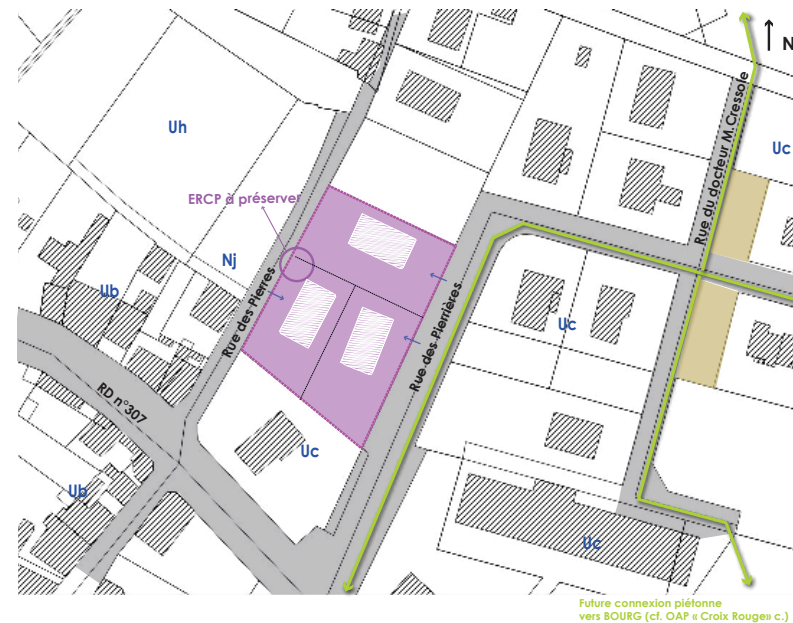 N
Rue du docteur M.Cressole
Uc
Uh
ERCP à préserver
Nj
Ub
Rue des Pierres
Rue des Pierrières
Uc
RD n°307
Uc
Ub
Uc
Future connexion piétonne
vers BOURG (cf. OAP « Croix Rouge» c.)